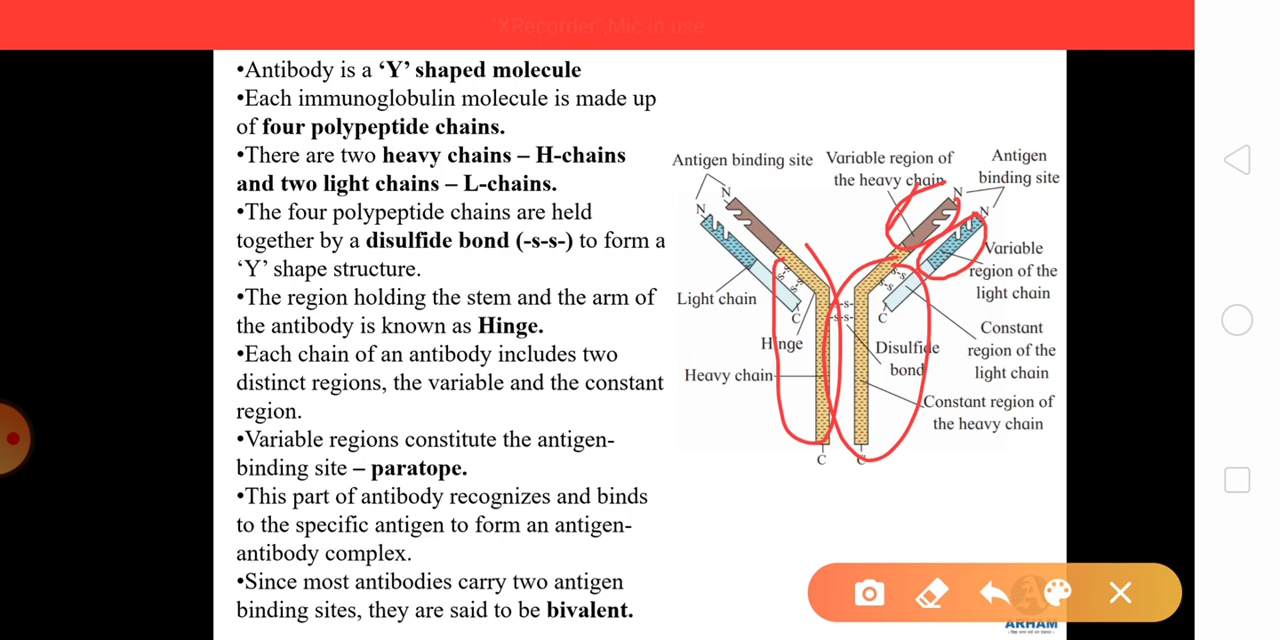 "XRecorder",Mic in use
•Antibody is a ‘Y’ shaped molecule
•Each immunoglobulin molecule is made up
of four polypeptide chains.
•There are two heavy chains – H-chains
and two light chains – L-chains.
•The four polypeptide chains are held
together by a disulfide bond (-s-s-) to form a
‘Y’ shape structure.
•The region holding the stem and the arm of
the antibody is known as Hinge.
•Each chain of an antibody includes two
distinct regions, the variable and the constant
region.
•Variable regions constitute the antigen-
binding site – paratope.
•This part of antibody recognizes and binds
to the specific antigen to form an antigen-
antibody complex.
•Since most antibodies carry two antigen
binding sites, they are said to be bivalent.
Antigen binding site
Variable region of
the heavy chain
Antigen
binding site
N
N
N
N
Variable
region of the
light chain
Light chain
-s-s-
-s-s-
-s-s-
-s-s-
C
C
Hinge
Disulfide
bond
Constant
region of the
light chain
Heavy chain
Constant region of
the heavy chain
C
C
ARHAM